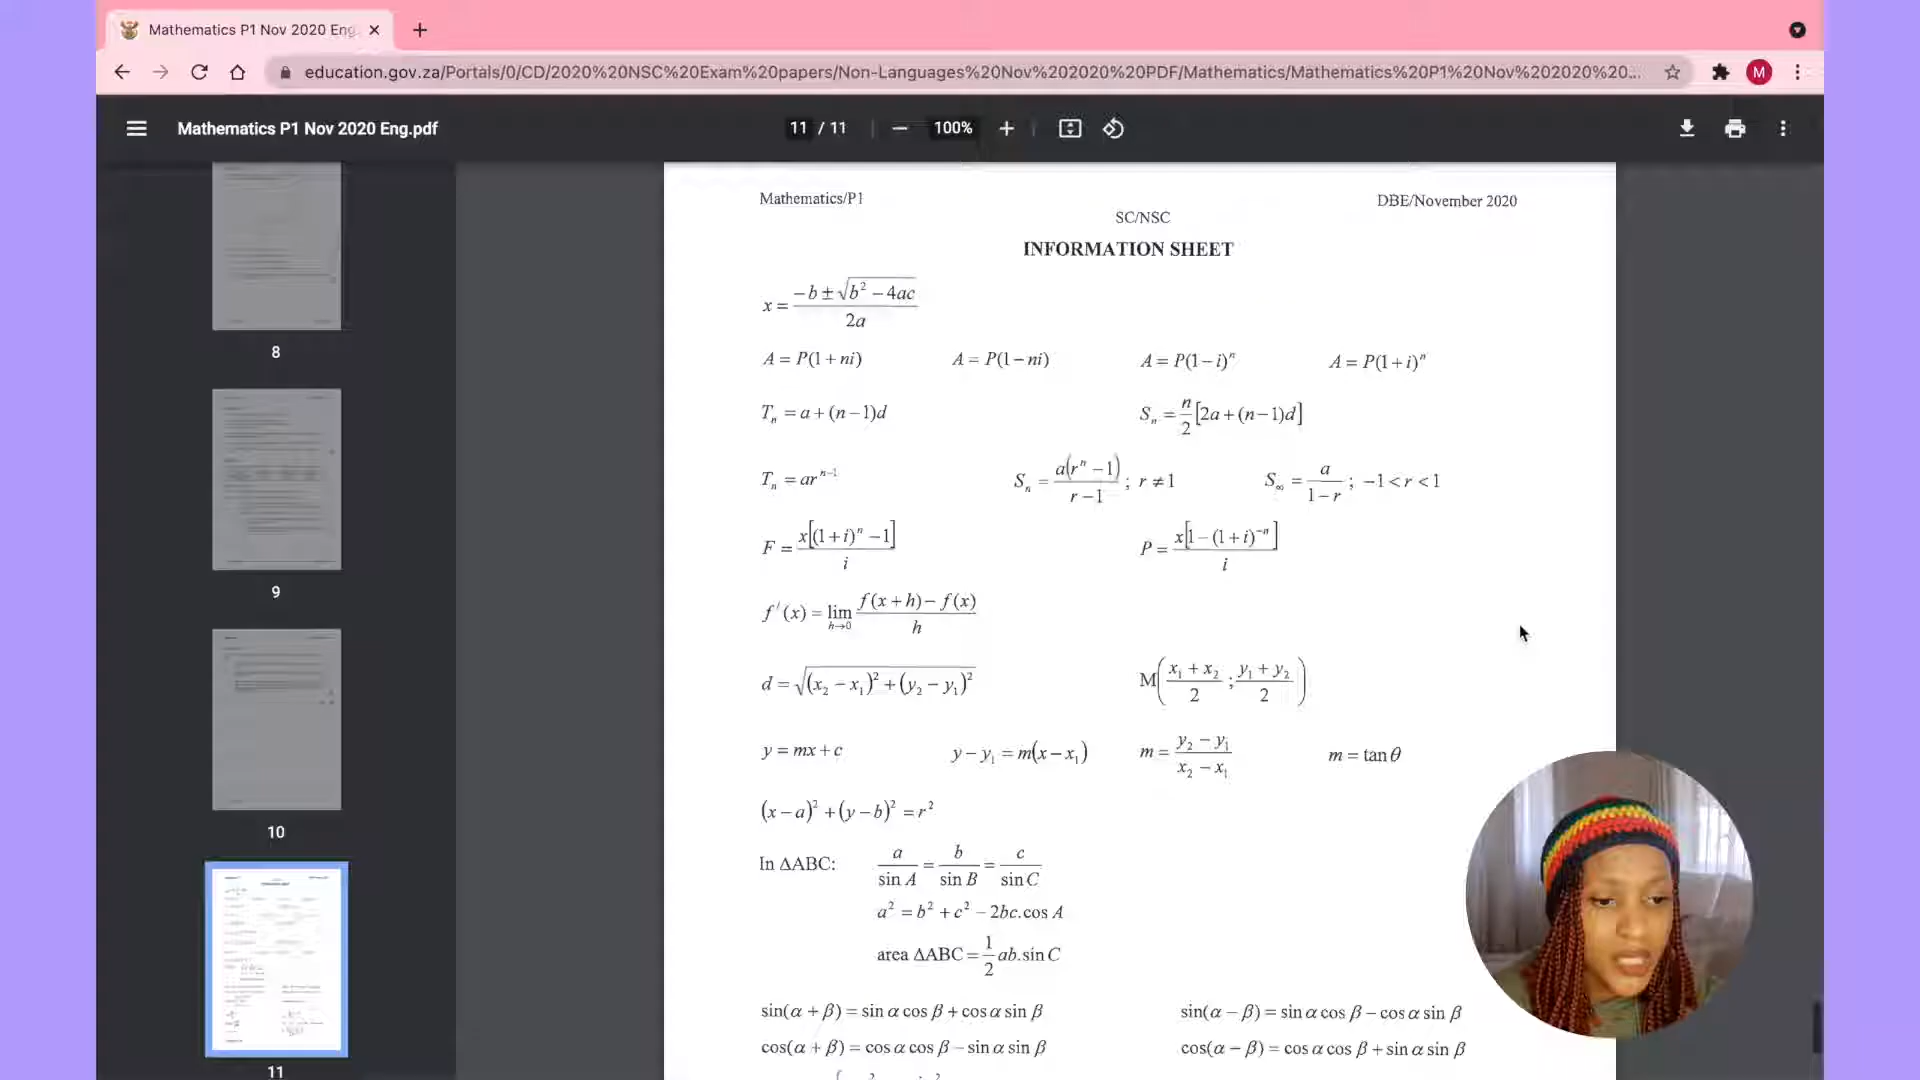 Mathematics P1 Nov 2020 Eng
education.gov.za/Portals/0/CD/2020%20NSC%20Exam%20papers/Non-Languages%20Nov%202020%20PDF/Mathematics/Mathematics%20P1%20Nov%202020%20...
M
Mathematics P1 Nov 2020 Eng.pdf
11 / 11
100%
8
9
10
11
Mathematics/P1
DBE/November 2020
SC/NSC
INFORMATION SHEET
x = (−b ± √(b² − 4ac)) / 2a
A = P(1 + ni) A = P(1 − ni) A = P(1 − i)ⁿ A = P(1 + i)ⁿ
Tₙ = a + (n − 1)d Sₙ = n/2 [2a + (n − 1)d]
Tₙ = arⁿ⁻¹ Sₙ = a(rⁿ − 1) / (r − 1) ; r ≠ 1 S∞ = a / (1 − r) ; −1 < r < 1
F = x[(1 + i)ⁿ − 1] / i P = x[1 − (1 + i)⁻ⁿ] / i
f ′(x) = lim h→0 (f(x + h) − f(x)) / h
d = √((x₂ − x₁)² + (y₂ − y₁)²) M((x₁ + x₂)/2 ; (y₁ + y₂)/2)
y = mx + c y − y₁ = m(x − x₁) m = (y₂ − y₁) / (x₂ − x₁) m = tan θ
(x − a)² + (y − b)² = r²
In ΔABC: a / sin A = b / sin B = c / sin C
a² = b² + c² − 2bc.cos A
area ΔABC = 1/2 ab.sin C
sin(α + β) = sin α cos β + cos α sin β sin(α − β) = sin α cos β − cos α sin β
cos(α + β) = cos α cos β − sin α sin β cos(α − β) = cos α cos β + sin α sin β